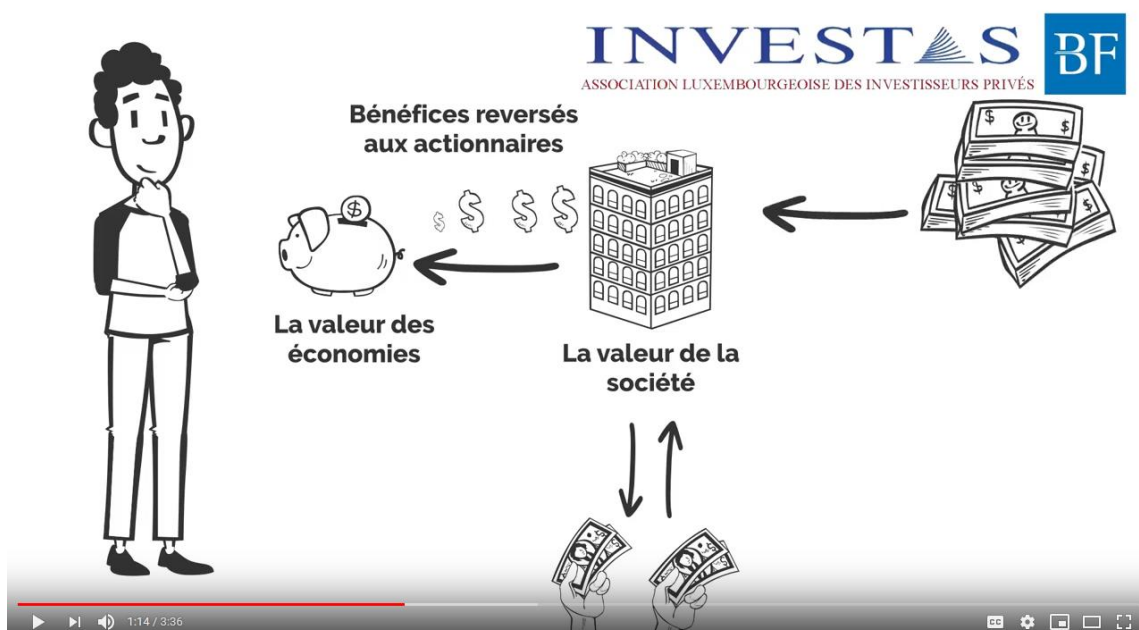 INVESTAS
BF
ASSOCIATION LUXEMBOURGEOISE DES INVESTISSEURS PRIVÉS
Bénéfices reversés
aux actionnaires
La valeur des
économies
La valeur de la
société
1:14 / 3:36
CC